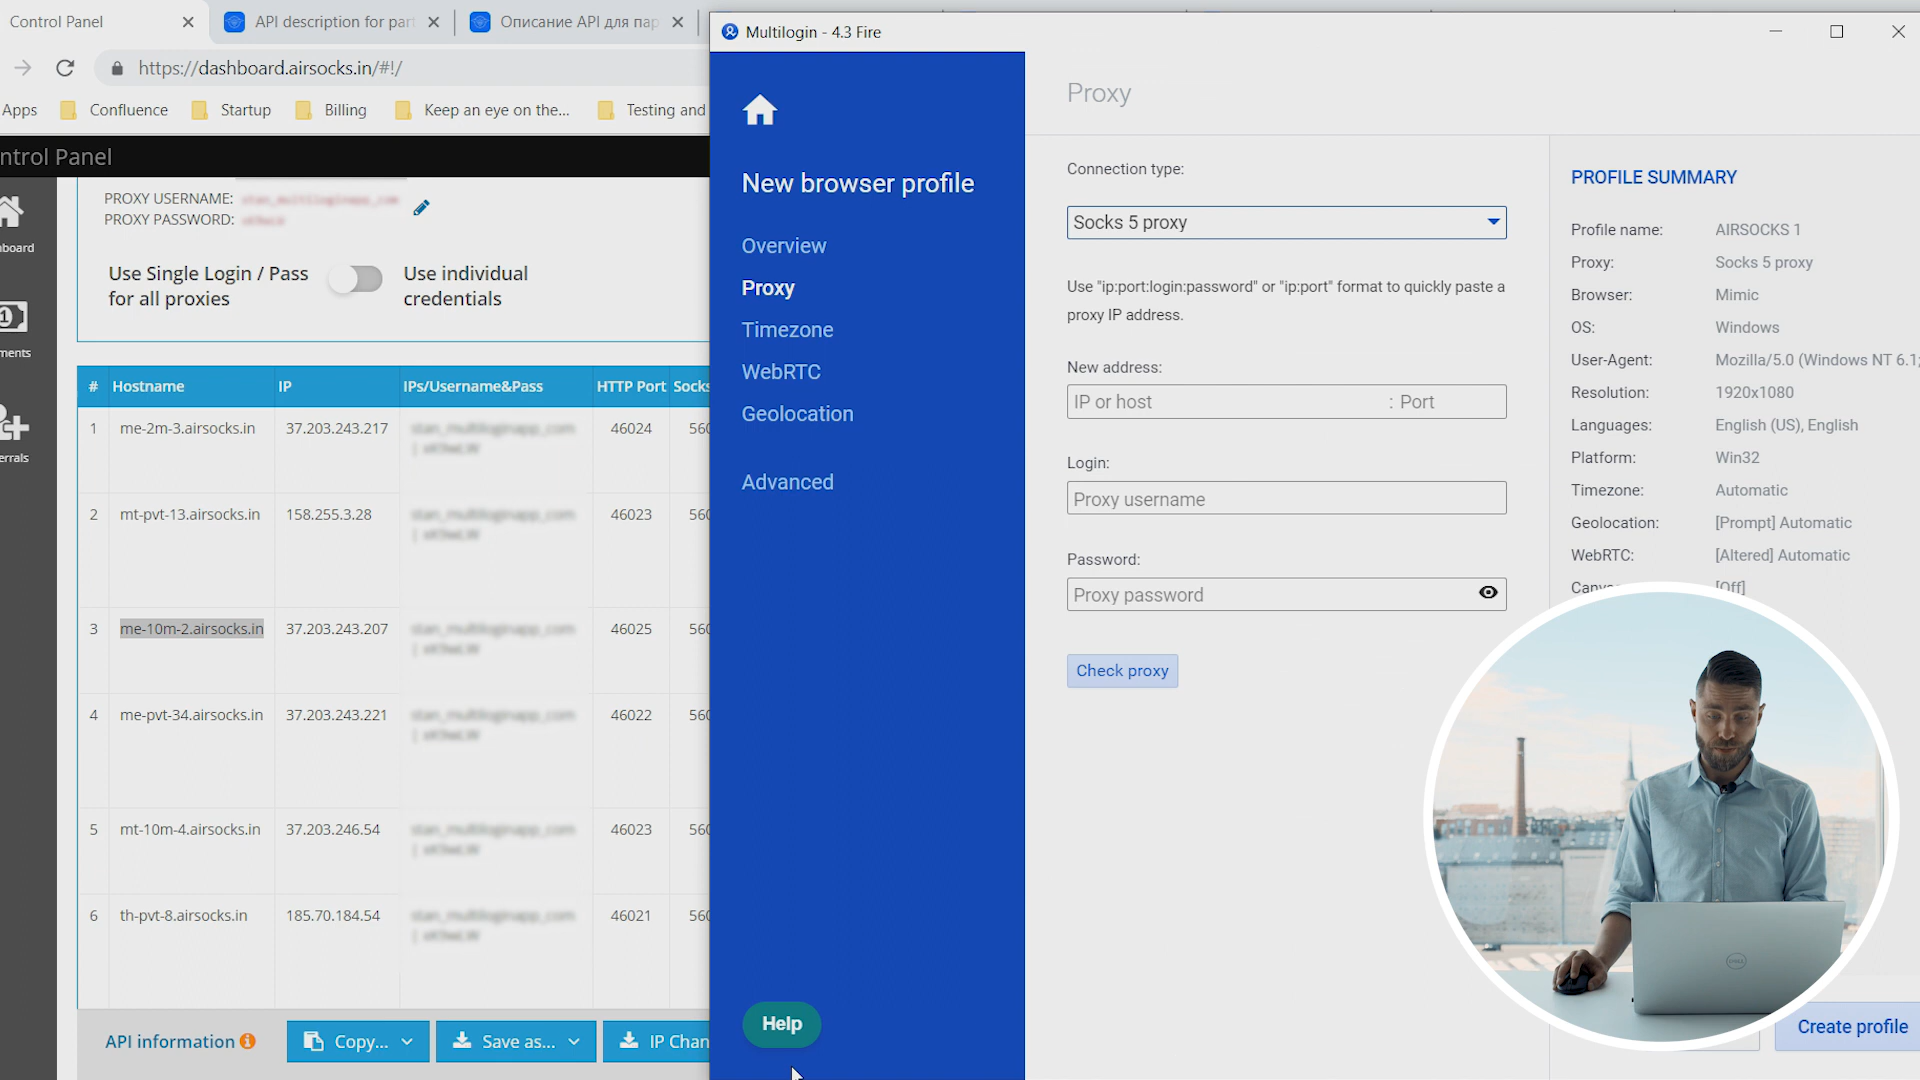 Control Panel
API description for part
Описание API для пар
https://dashboard.airsocks.in/#!/
Apps
Confluence
Startup
Billing
Keep an eye on the...
Testing and
ntrol Panel
board
ments
errals
PROXY USERNAME:
PROXY PASSWORD:
Use Single Login / Pass
for all proxies
Use individual
credentials
# Hostname IP IPs/Username&Pass HTTP Port Socks
1 me-2m-3.airsocks.in 37.203.243.217 46024 560
2 mt-pvt-13.airsocks.in 158.255.3.28 46023 560
3 me-10m-2.airsocks.in 37.203.243.207 46025 560
4 me-pvt-34.airsocks.in 37.203.243.221 46022 560
5 mt-10m-4.airsocks.in 37.203.246.54 46023 560
6 th-pvt-8.airsocks.in 185.70.184.54 46021 560
API information
Copy...
Save as...
IP Chan
Multilogin - 4.3 Fire
New browser profile
Overview
Proxy
Timezone
WebRTC
Geolocation
Advanced
Help
Proxy
Connection type:
Socks 5 proxy
Use "ip:port:login:password" or "ip:port" format to quickly paste a
proxy IP address.
New address:
IP or host : Port
Login:
Proxy username
Password:
Proxy password
Check proxy
PROFILE SUMMARY
Profile name: AIRSOCKS 1
Proxy: Socks 5 proxy
Browser: Mimic
OS: Windows
User-Agent: Mozilla/5.0 (Windows NT 6.1;
Resolution: 1920x1080
Languages: English (US), English
Platform: Win32
Timezone: Automatic
Geolocation: [Prompt] Automatic
WebRTC: [Altered] Automatic
Canv [Off]
DELL
Create profile